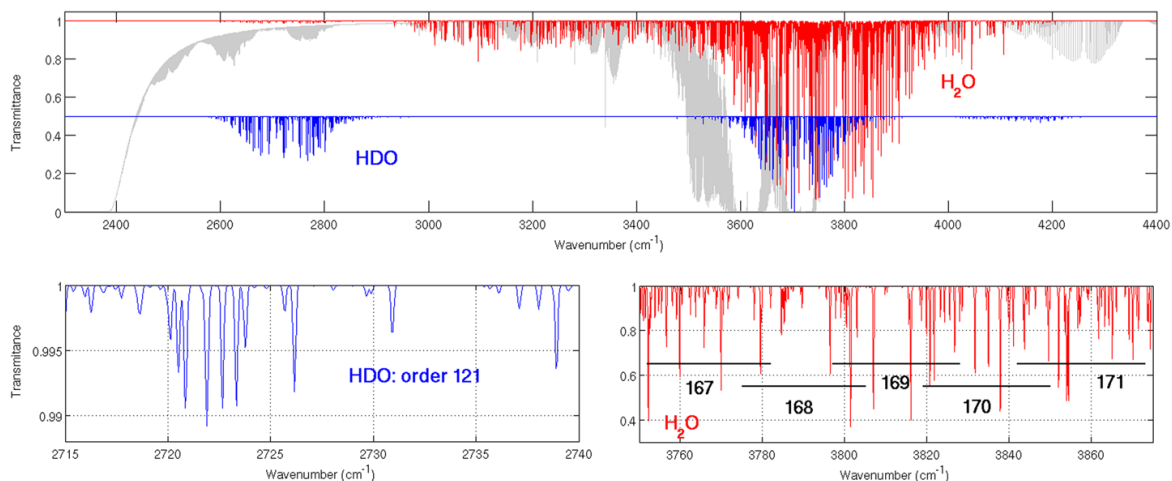 1
0.8
0.6
0.4
0.2
0
Transmittance
H2O
HDO
2400 2600 2800 3000 3200 3400 3600 3800 4000 4200 4400
Wavenumber (cm-1)
1
0.995
0.99
Transmittance
HDO: order 121
2715 2720 2725 2730 2735 2740
Wavenumber (cm-1)
1
0.8
0.6
0.4
Transmittance
167
168
169
170
171
H2O
3760 3780 3800 3820 3840 3860
Wavenumber (cm-1)